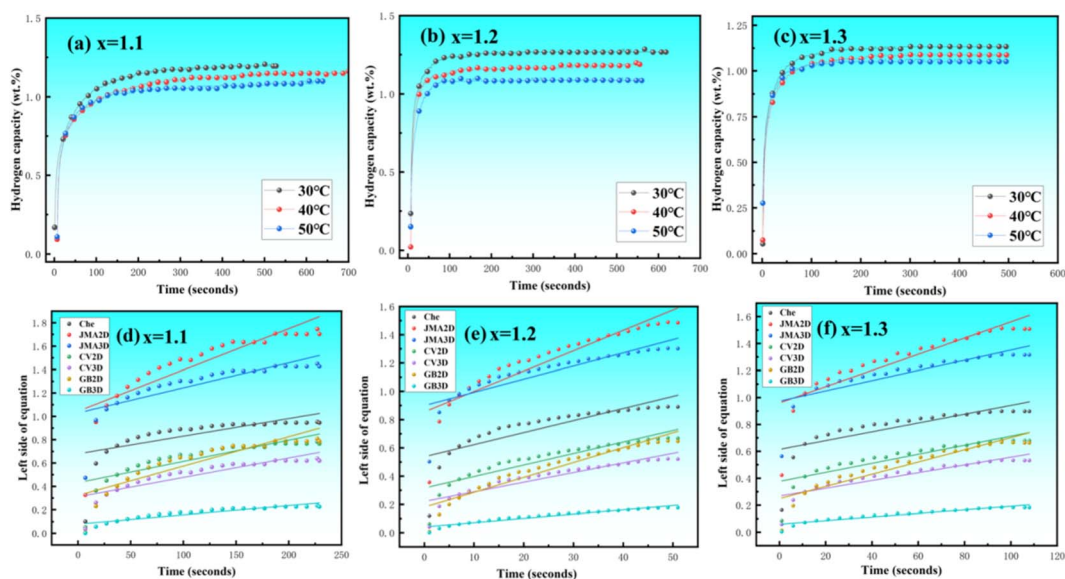 (a) x=1.1
Hydrogen capacity (wt.%)
1.5
1.0
0.5
0.0
30℃
40℃
50℃
0 100 200 300 400 500 600 700
Time (seconds)
(b) x=1.2
Hydrogen capacity (wt.%)
1.5
1.0
0.5
0.0
30℃
40℃
50℃
0 100 200 300 400 500 600 700
Time (seconds)
(c) x=1.3
Hydrogen capacity (wt.%)
1.25
1.00
0.75
0.50
0.25
0.00
30℃
40℃
50℃
0 100 200 300 400 500 600
Time (seconds)
(d) x=1.1
Left side of equation
1.8
1.6
1.4
1.2
1.0
0.8
0.6
0.4
0.2
0.0
Che
JMA2D
JMA3D
CV2D
CV3D
GB2D
GB3D
0 50 100 150 200 250
Time (seconds)
(e) x=1.2
Left side of equation
1.6
1.4
1.2
1.0
0.8
0.6
0.4
0.2
0.0
Che
JMA2D
JMA3D
CV2D
CV3D
GB2D
GB3D
0 10 20 30 40 50
Time (seconds)
(f) x=1.3
Left side of equation
1.6
1.4
1.2
1.0
0.8
0.6
0.4
0.2
0.0
Che
JMA2D
JMA3D
CV2D
CV3D
GB2D
GB3D
0 20 40 60 80 100 120
Time (seconds)